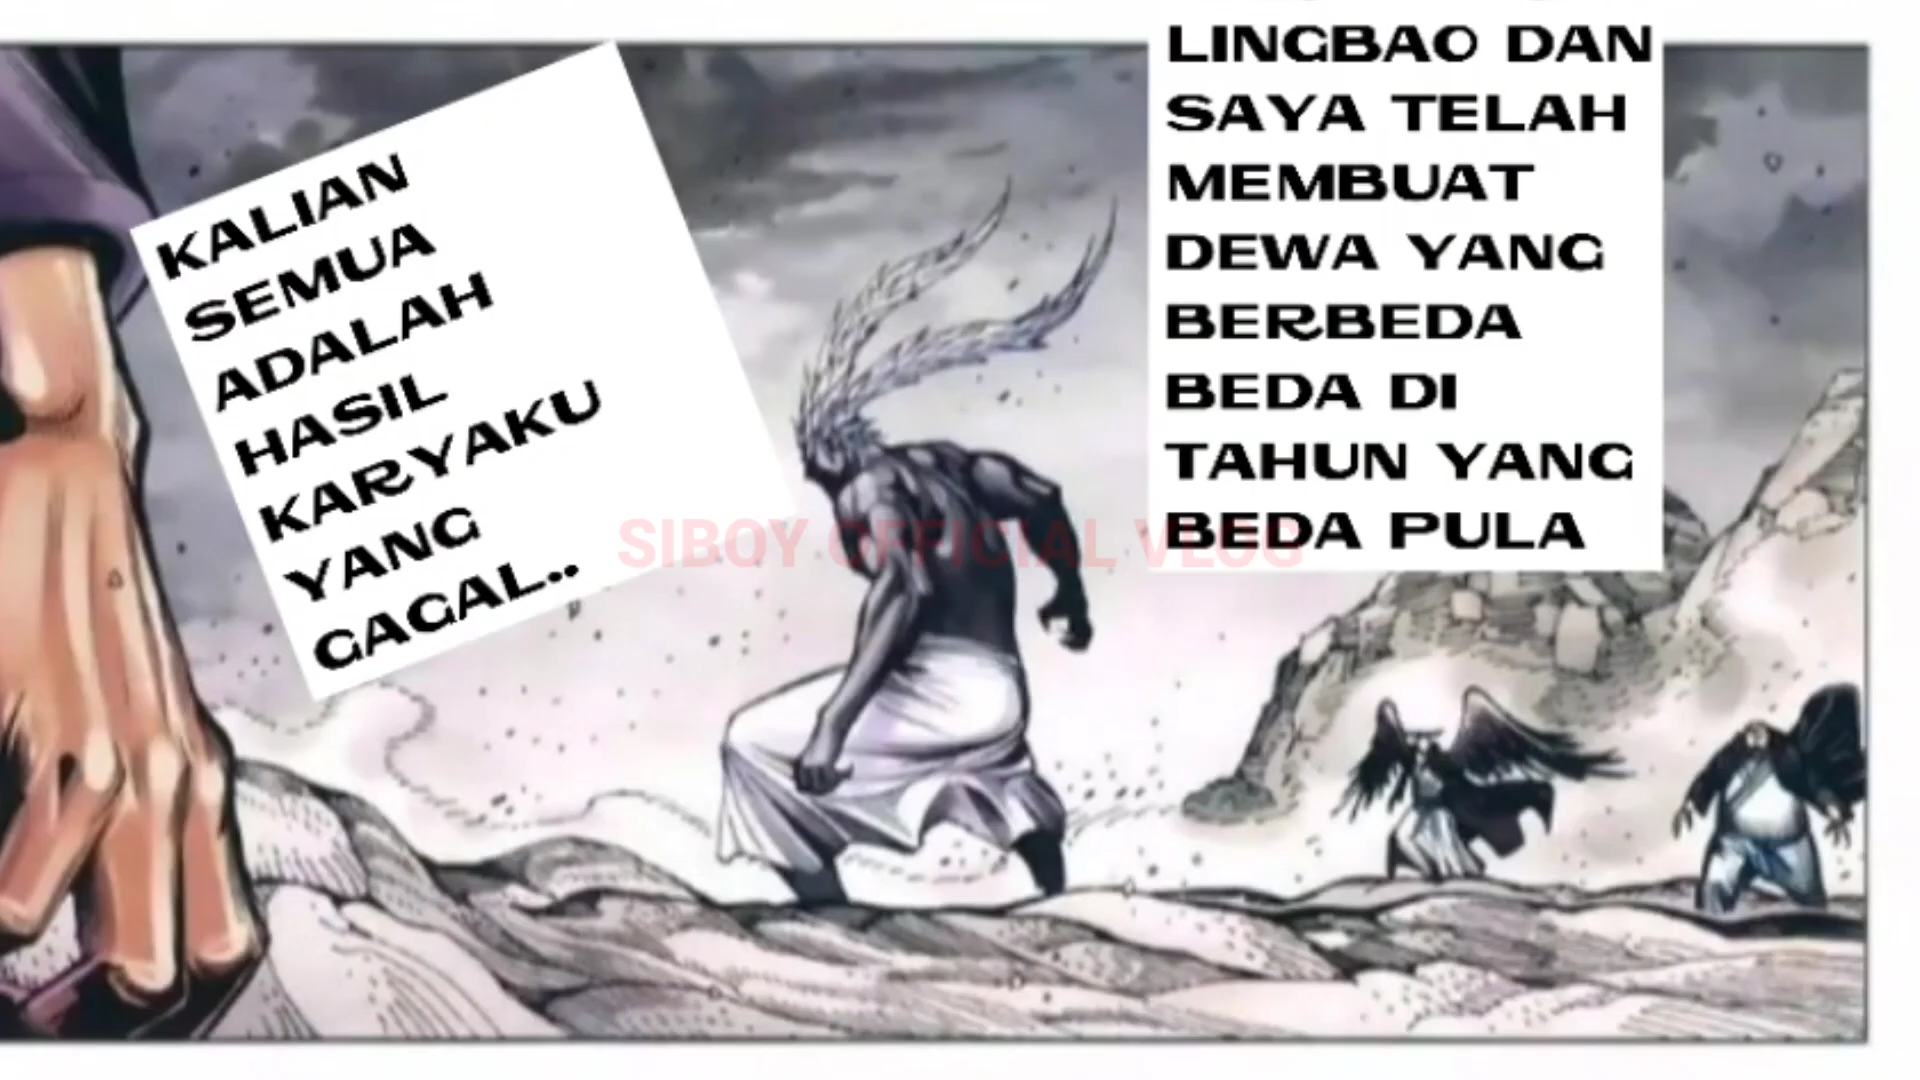 KALIAN
SEMUA
ADALAH
HASIL
KARYAKU
YANG
GAGAL..
LINGBAO DAN
SAYA TELAH
MEMBUAT
DEWA YANG
BERBEDA
BEDA DI
TAHUN YANG
BEDA PULA
SIBOY OFFICIAL VLOG